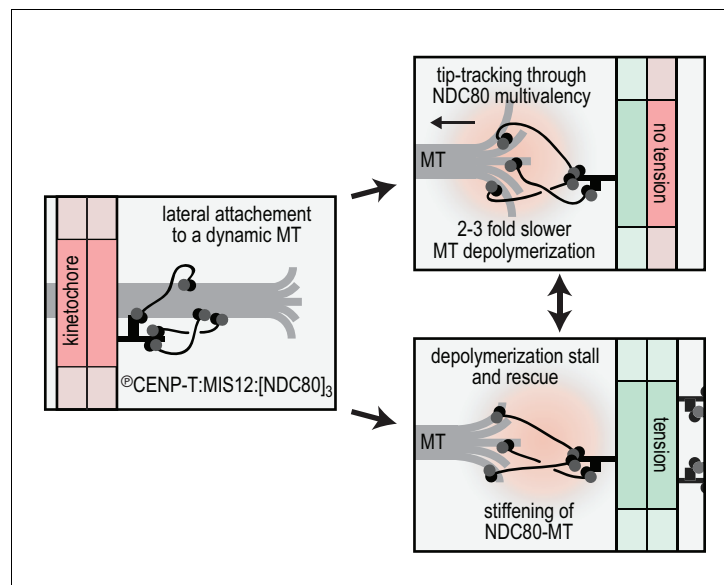 lateral attachement
to a dynamic MT
kinetochore
ⓅCENP-T:MIS12:[NDC80]₃
tip-tracking through
NDC80 multivalency
MT
no tension
2-3 fold slower
MT depolymerization
depolymerization stall
and rescue
MT
tension
stiffening of
NDC80-MT